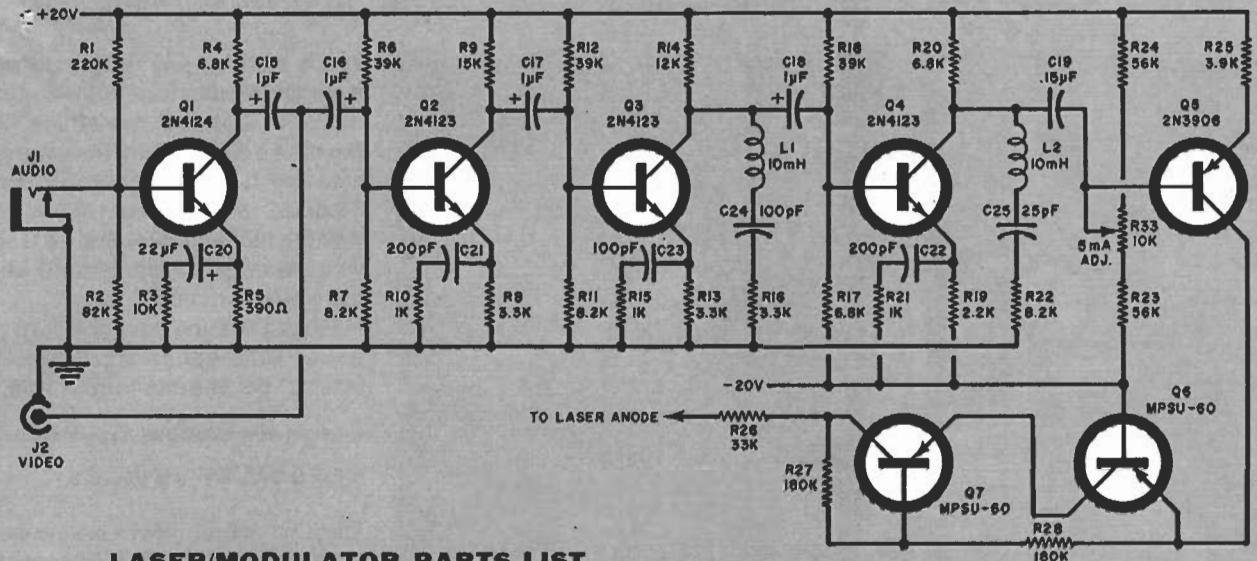 +20V
R1
220K
R4
6.8K
C15
1µF
C16
1µF
R6
39K
R9
15K
C17
1µF
R12
39K
R14
12K
C18
1µF
R18
39K
R20
6.8K
C19
.15µF
R24
56K
R25
3.9K
Q1
2N4124
Q2
2N4123
Q3
2N4123
L1
10mH
Q4
2N4123
L2
10mH
Q5
2N3906
J1
AUDIO
22µF
C20
200pF
C21
100pF
C23
C24
100pF
200pF
C22
C25
25pF
5mA
ADJ.
R33
10K
R2
82K
R3
10K
R5
390Ω
R7
8.2K
R10
1K
R8
3.3K
R11
8.2K
R15
1K
R13
3.3K
R16
3.3K
R17
6.8K
R21
1K
R19
2.2K
R22
8.2K
R23
56K
-20V
J2
VIDEO
TO LASER ANODE
R26
33K
R27
180K
Q7
MPSU-60
Q6
MPSU-60
R28
180K
LASER/MODULATOR PARTS LIST